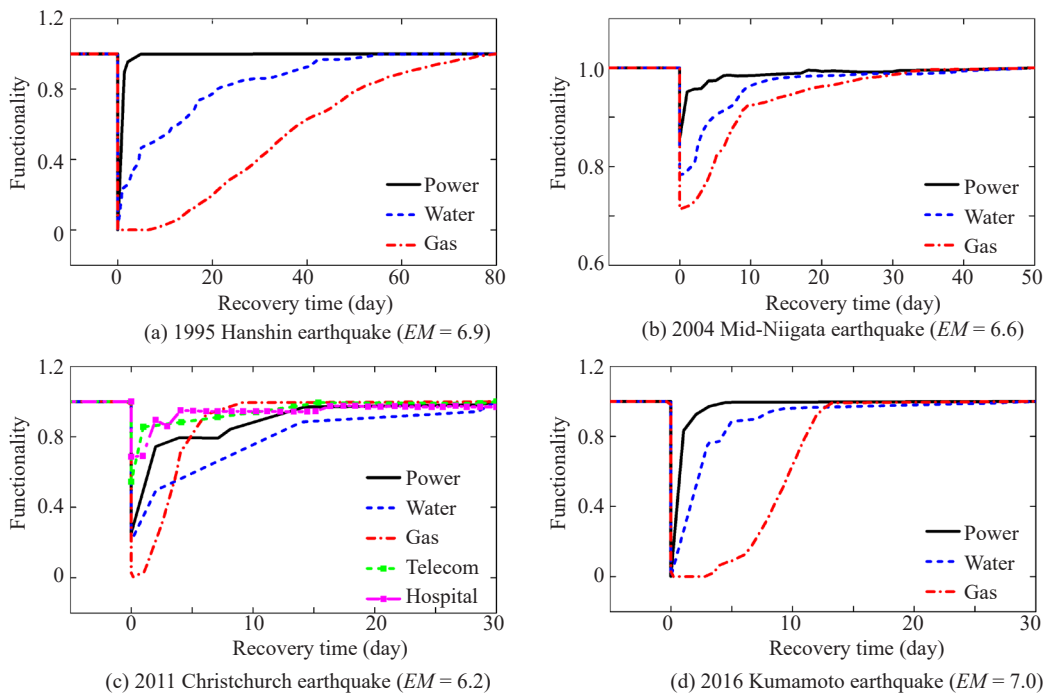 1.2
0.8
0.4
0
Functionality
Power
Water
Gas
0 20 40 60 80
Recovery time (day)
(a) 1995 Hanshin earthquake (EM = 6.9)
1.0
0.8
0.6
Functionality
Power
Water
Gas
0 10 20 30 40 50
Recovery time (day)
(b) 2004 Mid-Niigata earthquake (EM = 6.6)
1.2
0.8
0.4
0
Functionality
Power
Water
Gas
Telecom
Hospital
0 10 20 30
Recovery time (day)
(c) 2011 Christchurch earthquake (EM = 6.2)
1.2
0.8
0.4
0
Functionality
Power
Water
Gas
0 10 20 30
Recovery time (day)
(d) 2016 Kumamoto earthquake (EM = 7.0)